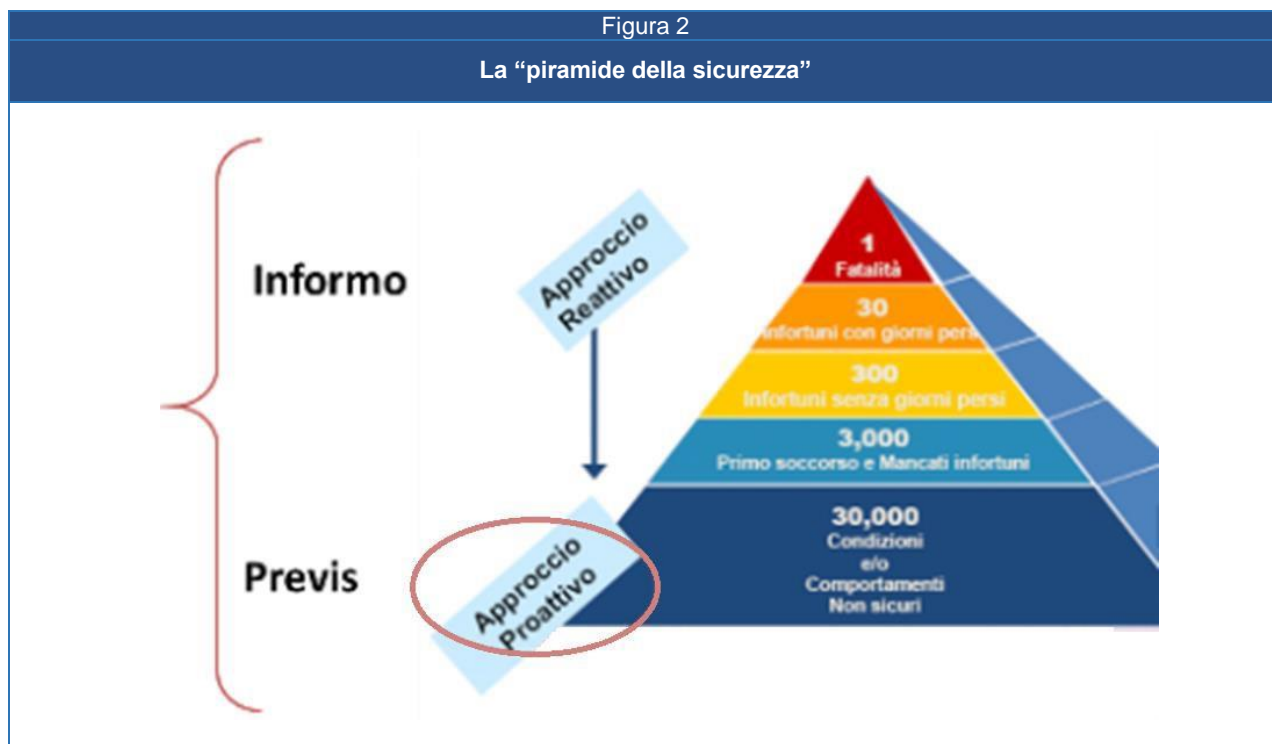 Figura 2
La “piramide della sicurezza”
Informo
Previs
Approccio
Reattivo
Approccio
Proattivo
1
Fatalità
30
Infortuni con giorni persi
300
Infortuni senza giorni persi
3,000
Primo soccorso e Mancati infortuni
30,000
Condizioni
e/o
Comportamenti
Non sicuri